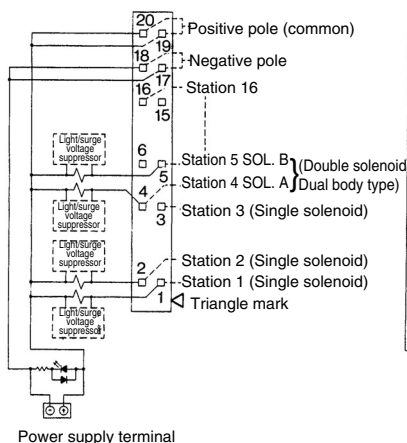 20
Positive pole (common)
19
18
Negative pole
17
16
Station 16
15
Light/surge
voltage
suppressor
6
Station 5 SOL. B
(Double solenoid
5
Station 4 SOL. A
Dual body type)
4
Light/surge
voltage
suppressor
Station 3 (Single solenoid)
3
Light/surge
voltage
suppressor
Station 2 (Single solenoid)
2
Station 1 (Single solenoid)
1
Triangle mark
Light/surge
voltage
suppressor
Power supply terminal